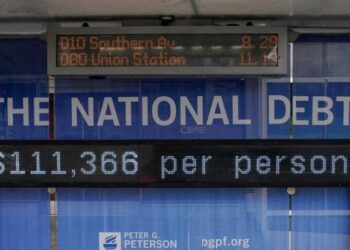 D10 Southern Av 8 29
D80 Union Station 11 14
THE NATIONAL DEBT
CBRE
$111,366 per person
PETER G.
PETERSON
pgpf.org